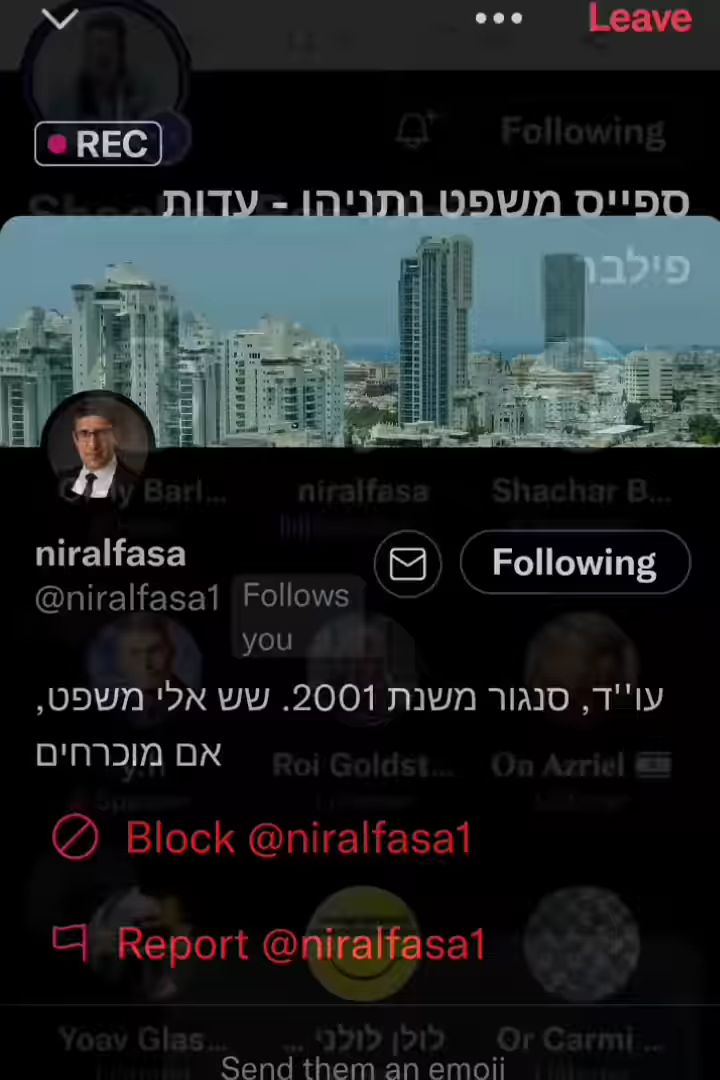 Leave
REC
Following
ספייס משפט נתניהו - עדות
פילבר
niralfasa
Shachar B...
niralfasa
Following
@niralfasa1
Follows
you
עו''ד, סנגור משנת 2001. שש אלי משפט,
אם מוכרחים
Roi Goldst...
On Azriel
Block @niralfasa1
Report @niralfasa1
Yoav Glas...
לולן לולני ...
Or Carmi ...
Send them an emoji